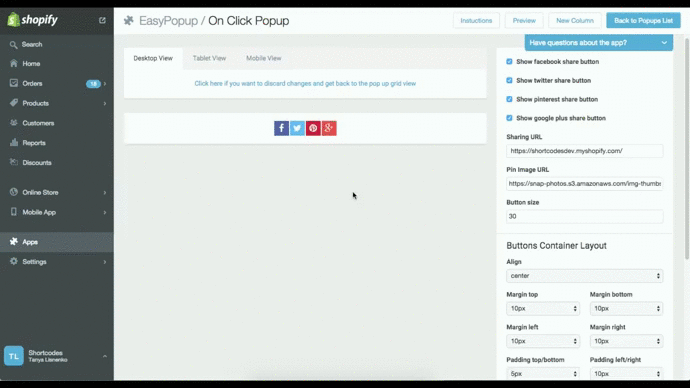 shopify
EasyPopup / On Click Popup
Instuctions
Preview
New Column
Back to Popups List
Have questions about the app?
Search
Home
Orders
18
Products
Customers
Reports
Discounts
Online Store
Mobile App
Apps
Settings
TL
Shortcodes
Tanya Lisnenko
Desktop View
Tablet View
Mobile View
Click here if you want to discard changes and get back to the pop up grid view
Show facebook share button
Show twitter share button
Show pinterest share button
Show google plus share button
Sharing URL
https://shortcodesdev.myshopify.com/
Pin Image URL
https://snap-photos.s3.amazonaws.com/img-thumbs
Button size
30
Buttons Container Layout
Align
center
Margin top
Margin bottom
10px
10px
Margin left
Margin right
10px
10px
Padding top/bottom
Padding left/right
5px
10px